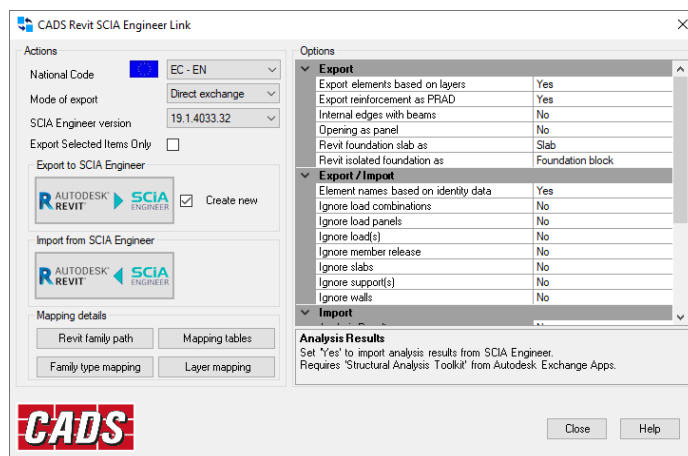 CADS Revit SCIA Engineer Link
Actions
National Code
EC - EN
Mode of export
Direct exchange
SCIA Engineer version
19.1.4033.32
Export Selected Items Only
Export to SCIA Engineer
R AUTODESK® REVIT® SCIA ENGINEER
Create new
Import from SCIA Engineer
R AUTODESK® REVIT® SCIA ENGINEER
Mapping details
Revit family path
Mapping tables
Family type mapping
Layer mapping
CADS
Options
Export
Export elements based on layers Yes
Export reinforcement as PRAD Yes
Internal edges with beams No
Opening as panel No
Revit foundation slab as Slab
Revit isolated foundation as Foundation block
Export / Import
Element names based on identity data Yes
Ignore load combinations No
Ignore load panels No
Ignore load(s) No
Ignore member release No
Ignore slabs No
Ignore support(s) No
Ignore walls No
Import
Analysis Results
Set 'Yes' to import analysis results from SCIA Engineer.
Requires 'Structural Analysis Toolkit' from Autodesk Exchange Apps.
Close
Help